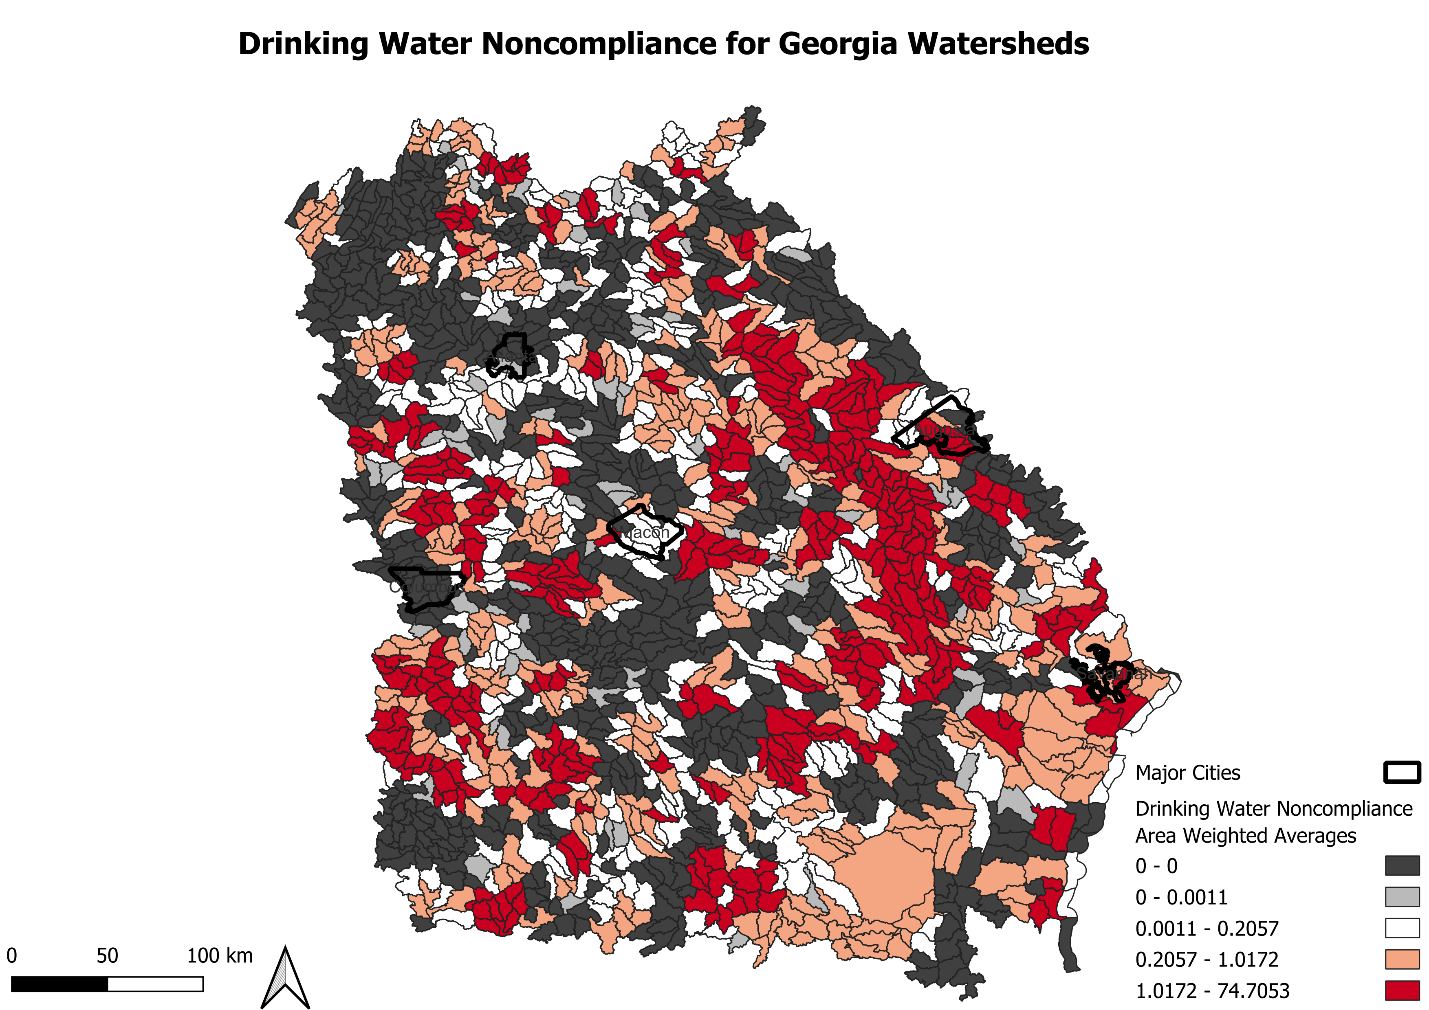 Drinking Water Noncompliance for Georgia Watersheds
Macon
Savannah
Major Cities
Drinking Water Noncompliance
Area Weighted Averages
0 - 0
0 - 0.0011
0.0011 - 0.2057
0.2057 - 1.0172
1.0172 - 74.7053
0 50 100 km